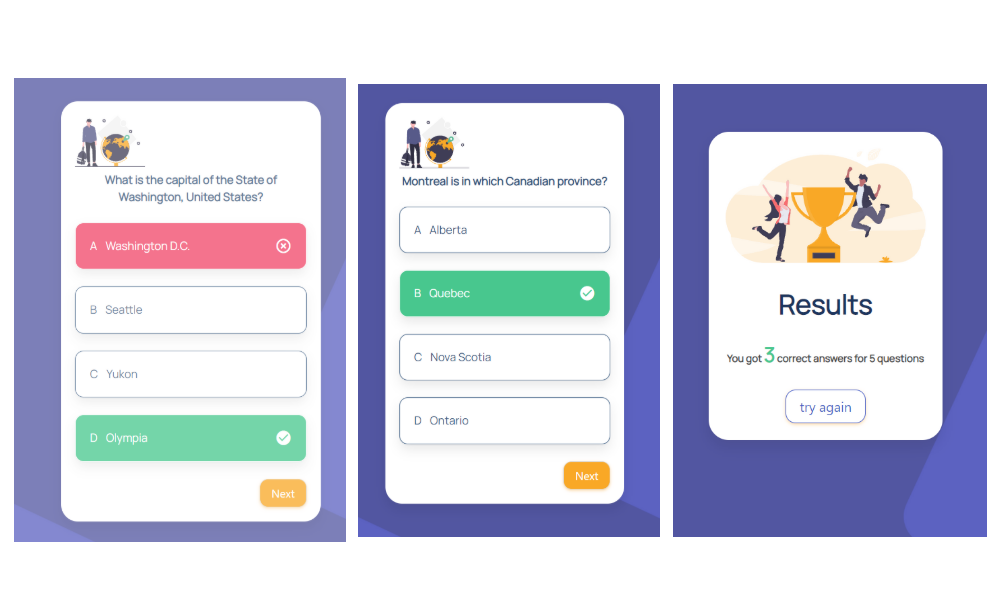 What is the capital of the State of
Washington, United States?
A Washington D.C.
B Seattle
C Yukon
D Olympia
Next
Montreal is in which Canadian province?
A Alberta
B Quebec
C Nova Scotia
D Ontario
Next
Results
You got 3 correct answers for 5 questions
try again